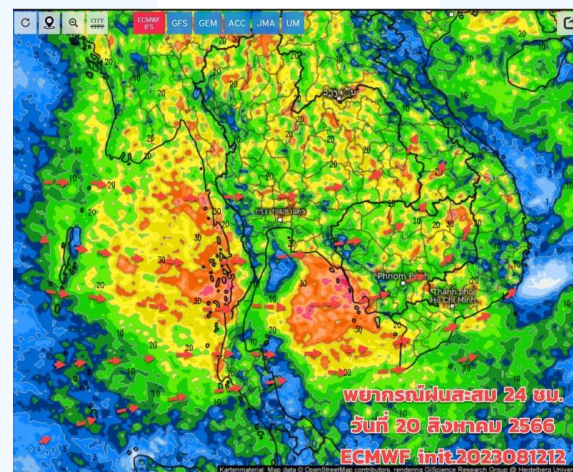 CITY
CITY
ECMWF
IFS
GFS
GEM
ACC
JMA
UM
Phnom Penh
Thành phố
Hồ Chí Minh
พยากรณ์ฝนสะสม 24 ชม.
วันที่ 20 สิงหาคม 2566
ECMWF init.2023081212
Kartenmaterial: Map data © OpenStreetMap contributors, rendering GIScience Research Group @ Heidelberg Univ